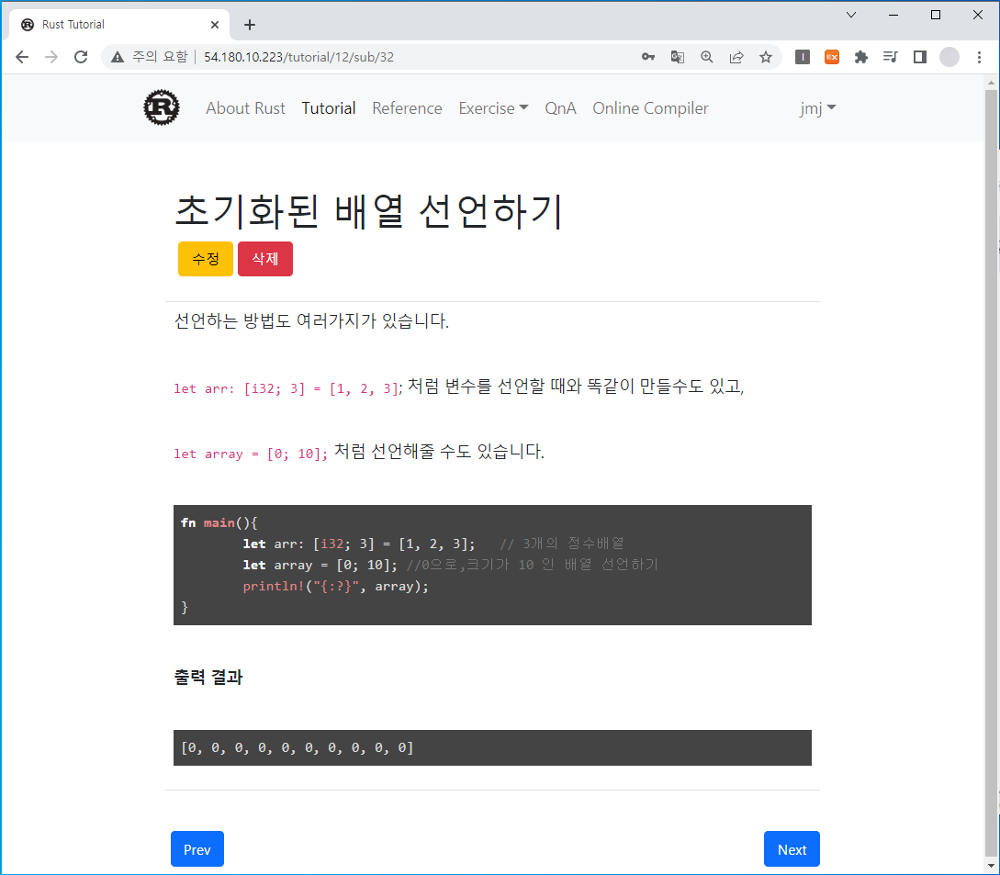 Rust Tutorial
주의 요함 54.180.10.223/tutorial/12/sub/32
About Rust Tutorial Reference Exercise QnA Online Compiler jmj
초기화된 배열 선언하기
수정 삭제
선언하는 방법도 여러가지가 있습니다.
let arr: [i32; 3] = [1, 2, 3]; 처럼 변수를 선언할 때와 똑같이 만들수도 있고,
let array = [0; 10]; 처럼 선언해줄 수도 있습니다.
fn main(){
let arr: [i32; 3] = [1, 2, 3]; // 3개의 정수배열
let array = [0; 10]; //0으로,크기가 10 인 배열 선언하기
println!("{:?}", array);
}
출력 결과
[0, 0, 0, 0, 0, 0, 0, 0, 0, 0]
Prev Next